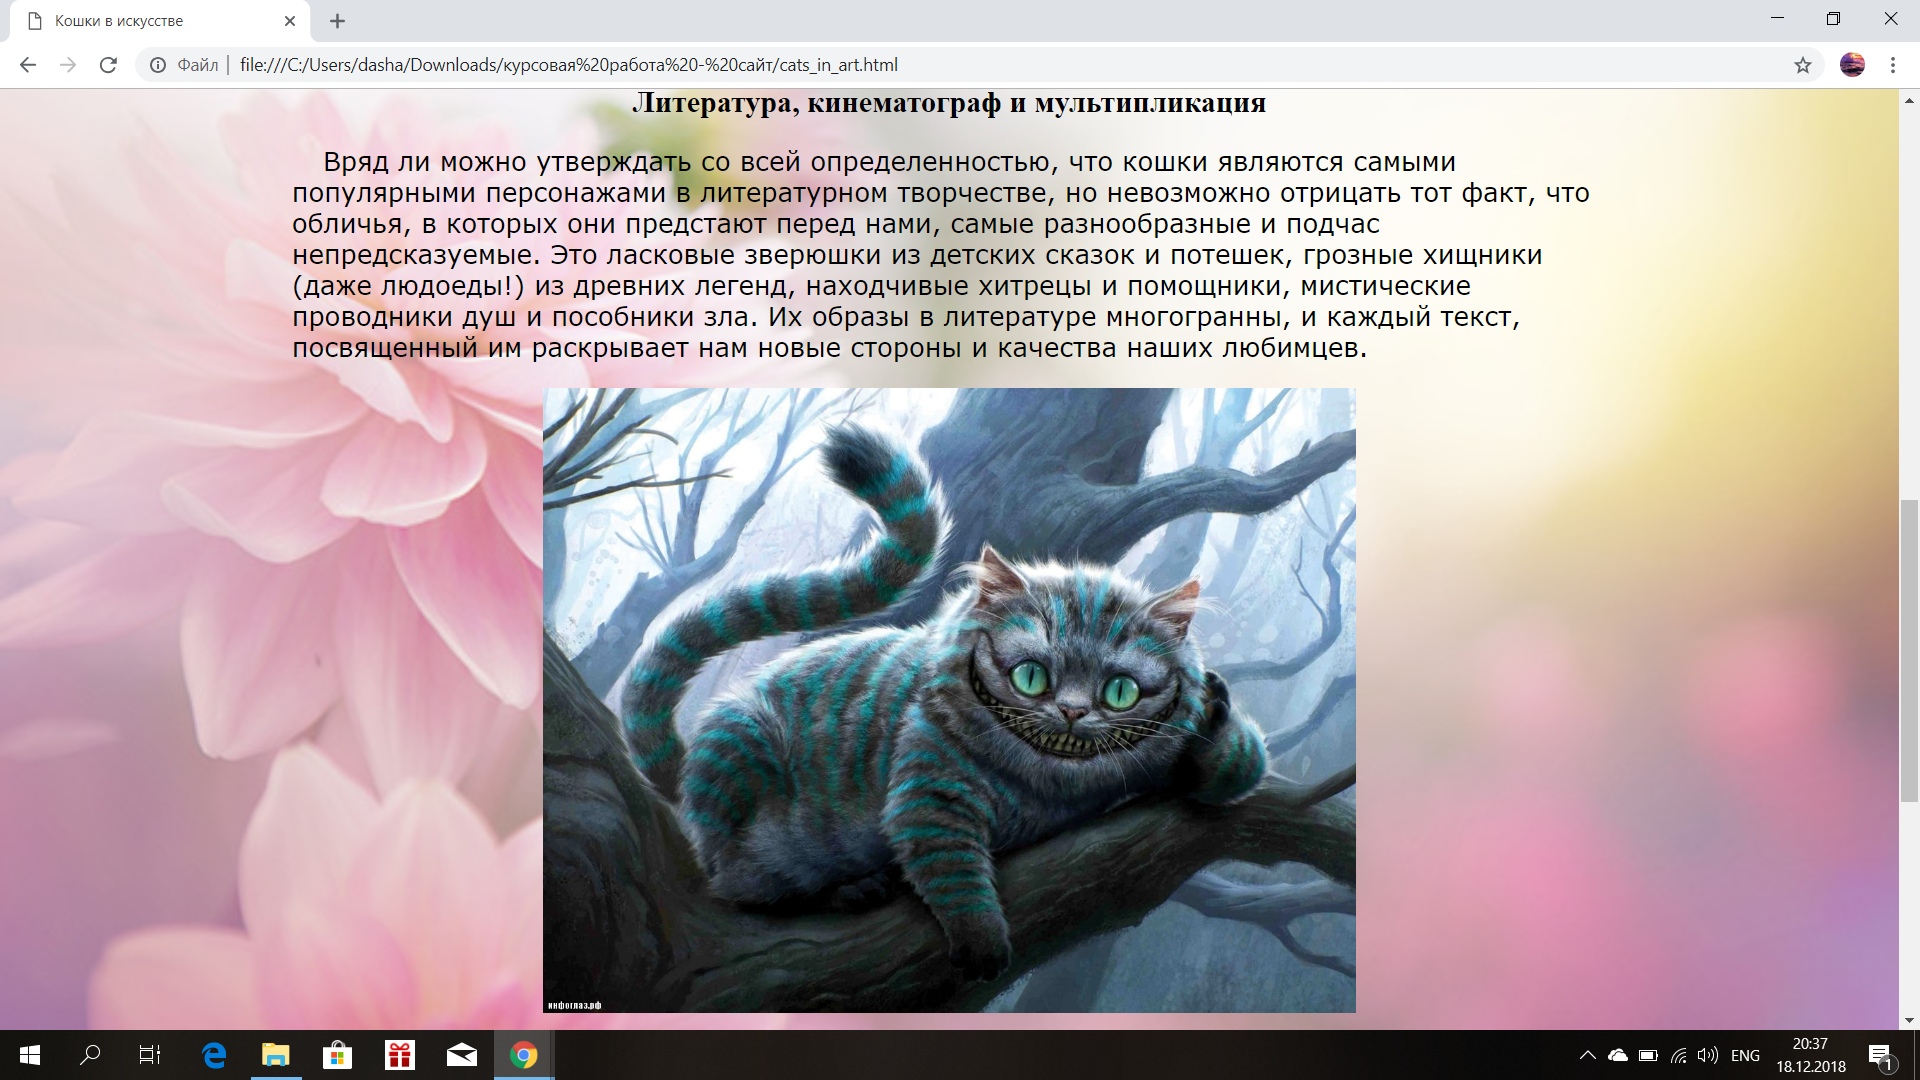 Кошки в искусстве
Файл | file:///C:/Users/dasha/Downloads/курсовая%20работа%20-%20сайт/cats_in_art.html
Литература, кинематограф и мультипликация
Вряд ли можно утверждать со всей определенностью, что кошки являются самыми
популярными персонажами в литературном творчестве, но невозможно отрицать тот факт, что
обличья, в которых они предстают перед нами, самые разнообразные и подчас
непредсказуемые. Это ласковые зверюшки из детских сказок и потешек, грозные хищники
(даже людоеды!) из древних легенд, находчивые хитрецы и помощники, мистические
проводники душ и пособники зла. Их образы в литературе многогранны, и каждый текст,
посвященный им раскрывает нам новые стороны и качества наших любимцев.
инфоглаз.рф
ENG
20:37
18.12.2018
1